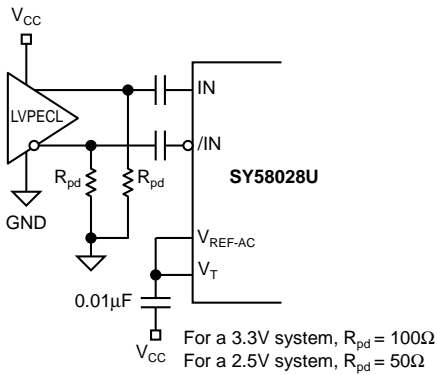 VCC
LVPECL
IN
/IN
Rpd
Rpd
SY58028U
GND
VREF-AC
VT
0.01µF
VCC
For a 3.3V system, Rpd = 100Ω
For a 2.5V system, Rpd = 50Ω